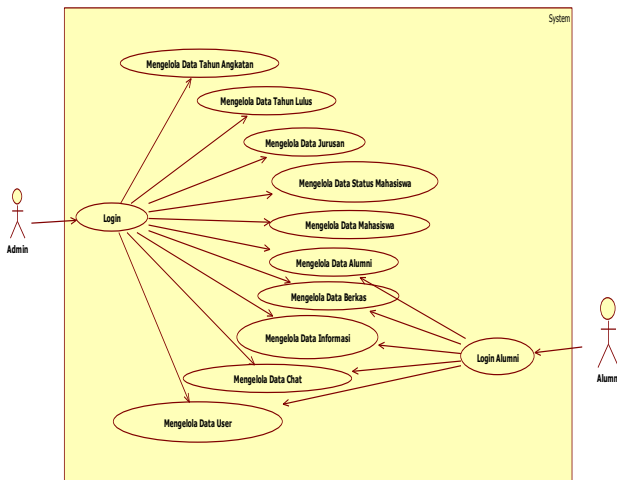 System
Mengelola Data Tahun Angkatan
Mengelola Data Tahun Lulus
Mengelola Data Jurusan
Mengelola Data Status Mahasiswa
Login
Mengelola Data Mahasiswa
Admin
Mengelola Data Alumni
Mengelola Data Berkas
Mengelola Data Informasi
Login Alumni
Mengelola Data Chat
Alumn
Mengelola Data User